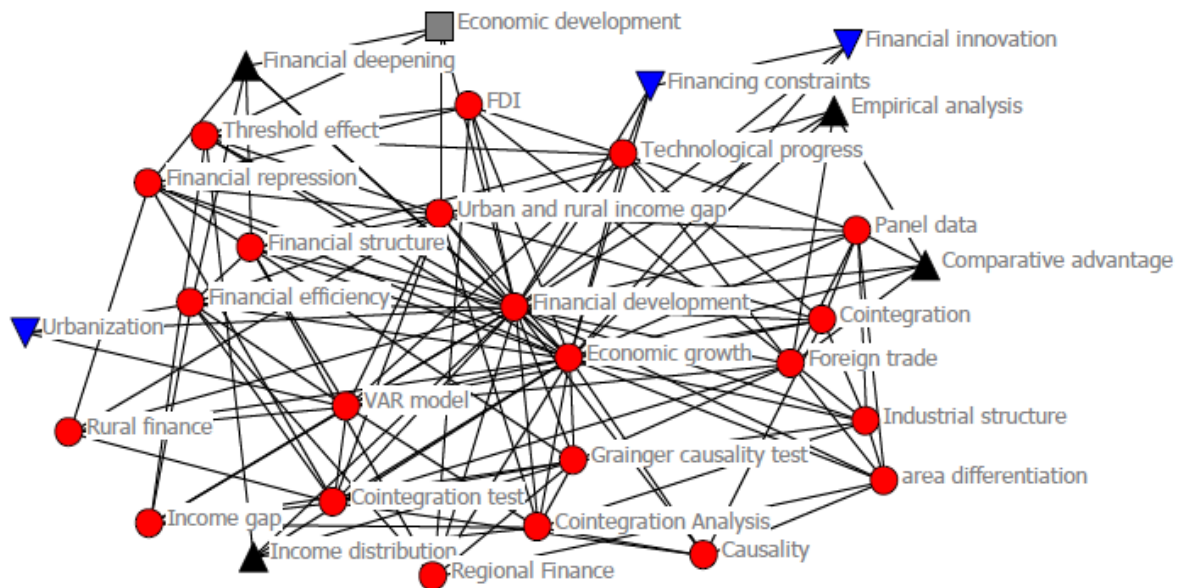 Economic development
Financial innovation
Financial deepening
Financing constraints
FDI
Empirical analysis
Threshold effect
Technological progress
Financial repression
Urban and rural income gap
Panel data
Financial structure
Comparative advantage
Financial efficiency
Financial development
Cointegration
Urbanization
Economic growth
Foreign trade
VAR model
Rural finance
Industrial structure
Grainger causality test
area differentiation
Cointegration test
Income gap
Cointegration Analysis
Income distribution
Causality
Regional Finance